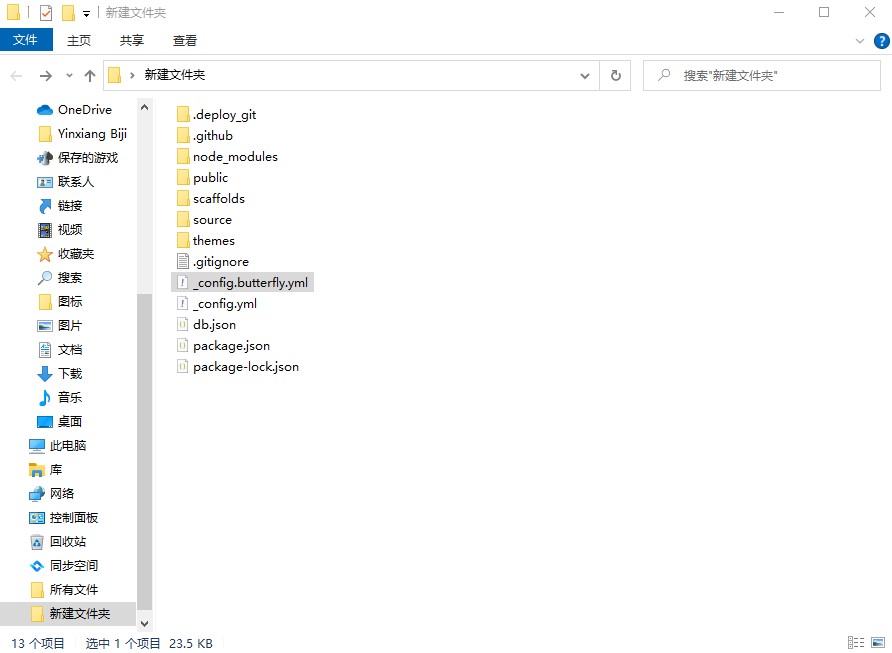 新建文件夹
文件 主页 共享 查看
新建文件夹 搜索"新建文件夹"
OneDrive
Yinxiang Biji
保存的游戏
联系人
链接
视频
收藏夹
搜索
图标
图片
文档
下载
音乐
桌面
此电脑
库
网络
控制面板
回收站
同步空间
所有文件
新建文件夹
.deploy_git
.github
node_modules
public
scaffolds
source
themes
.gitignore
_config.butterfly.yml
_config.yml
db.json
package.json
package-lock.json
13 个项目 选中 1 个项目 23.5 KB